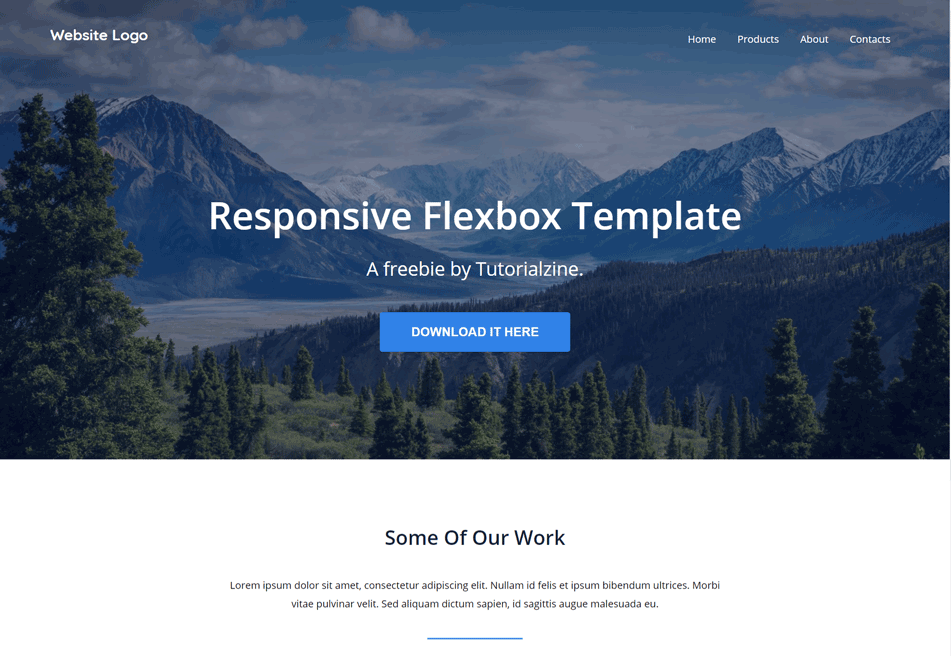 Website Logo
Home Products About Contacts
Responsive Flexbox Template
A freebie by Tutorialzine.
DOWNLOAD IT HERE
Some Of Our Work
Lorem ipsum dolor sit amet, consectetur adipiscing elit. Nullam id felis et ipsum bibendum ultrices. Morbi
vitae pulvinar velit. Sed aliquam dictum sapien, id sagittis augue malesuada eu.